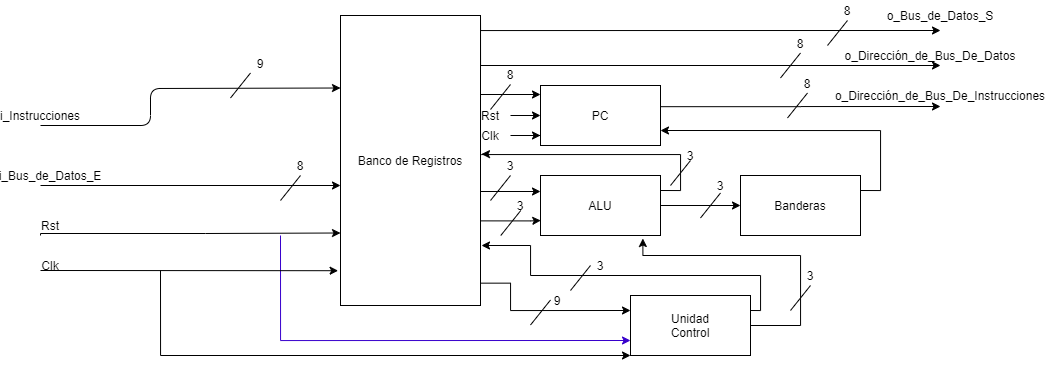 8
o_Bus_de_Datos_S
8
o_Dirección_de_Bus_De_Datos
9
8
8
o_Dirección_de_Bus_De_Instrucciones
i_Instrucciones
Rst
PC
Clk
Banco de Registros
3
8
3
3
i_Bus_de_Datos_E
3
ALU
Banderas
Rst
Clk
3
3
9
Unidad
Control